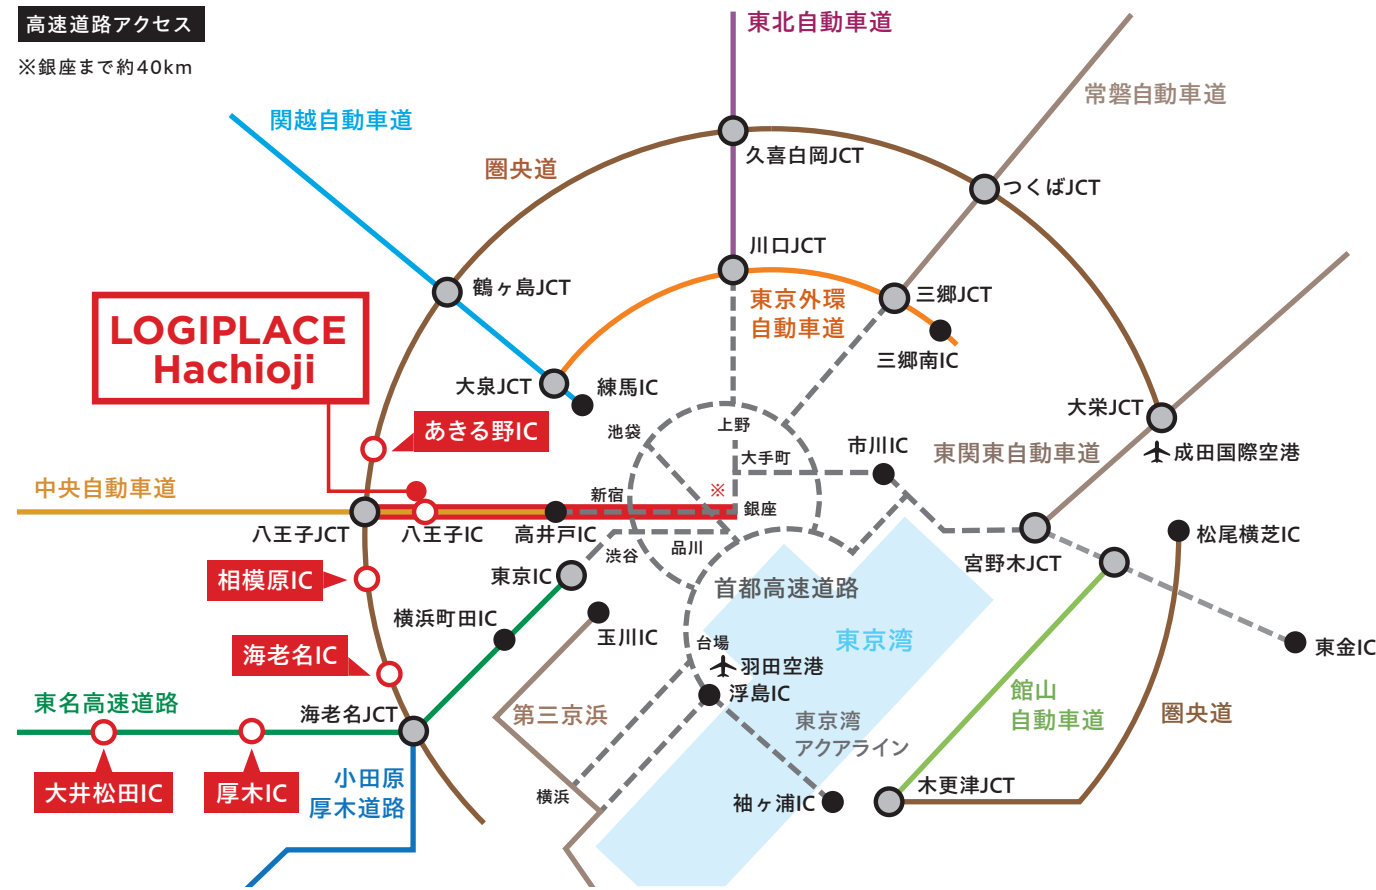 高速道路アクセス
※銀座まで約40km
東北自動車道
常磐自動車道
関越自動車道
圏央道
久喜白岡JCT
つくばJCT
川口JCT
鶴ヶ島JCT
東京外環
自動車道
三郷JCT
三郷南IC
LOGIPLACE
Hachioji
大泉JCT
練馬IC
大栄JCT
あきる野IC
池袋
上野
大手町
市川IC
東関東自動車道
成田国際空港
中央自動車道
新宿
※
銀座
八王子JCT
八王子IC
高井戸IC
渋谷
品川
宮野木JCT
松尾横芝IC
相模原IC
東京IC
首都高速道路
横浜町田IC
玉川IC
台場
東京湾
東金IC
海老名IC
羽田空港
浮島IC
東名高速道路
海老名JCT
第三京浜
東京湾
アクアライン
館山
自動車道
圏央道
大井松田IC
厚木IC
小田原
厚木道路
横浜
袖ヶ浦IC
木更津JCT